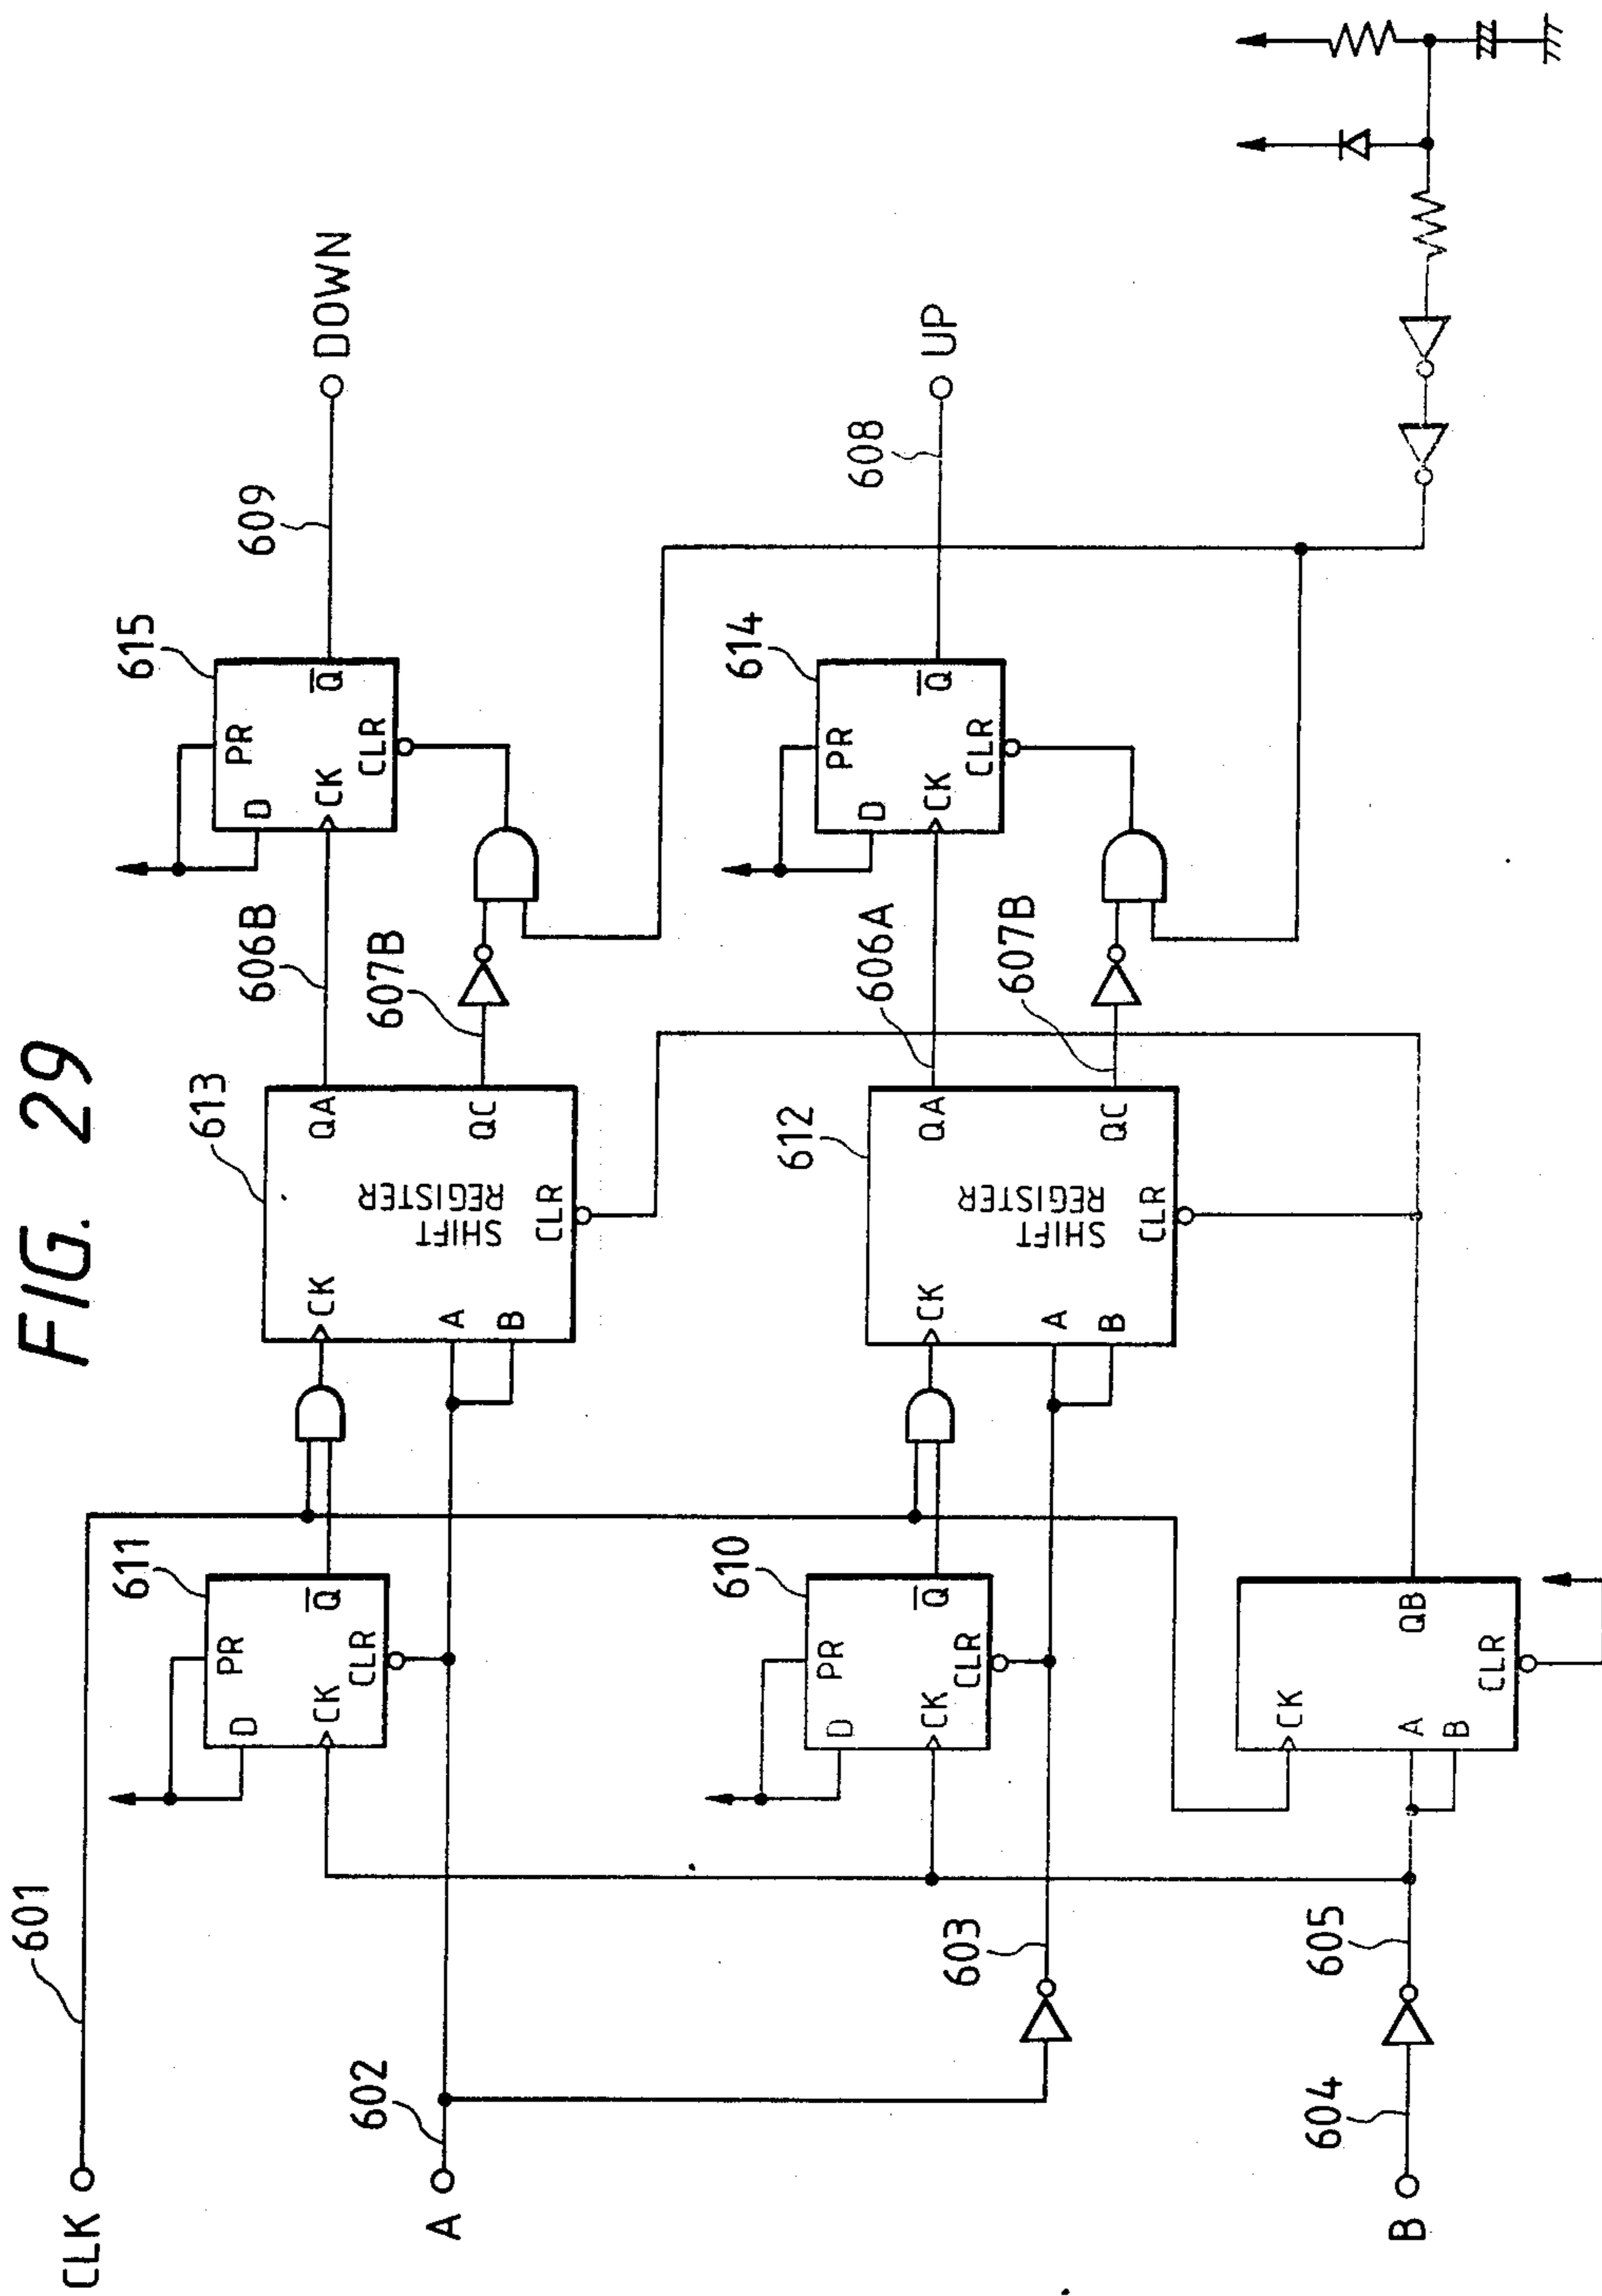 FIG. 29
CLK
601
A
602
603
B
604
605
611
PR
D
CK
Q̅
CLR
613
CK
A
B
SHIFT
REGISTER
CLR
QA
QC
606B
607B
615
PR
D
CK
Q̅
CLR
609
DOWN
610
PR
D
CK
Q̅
CLR
612
CK
A
B
SHIFT
REGISTER
CLR
QA
QC
606A
607B
614
PR
D
CK
Q̅
CLR
608
UP
CK
A
B
QB
CLR